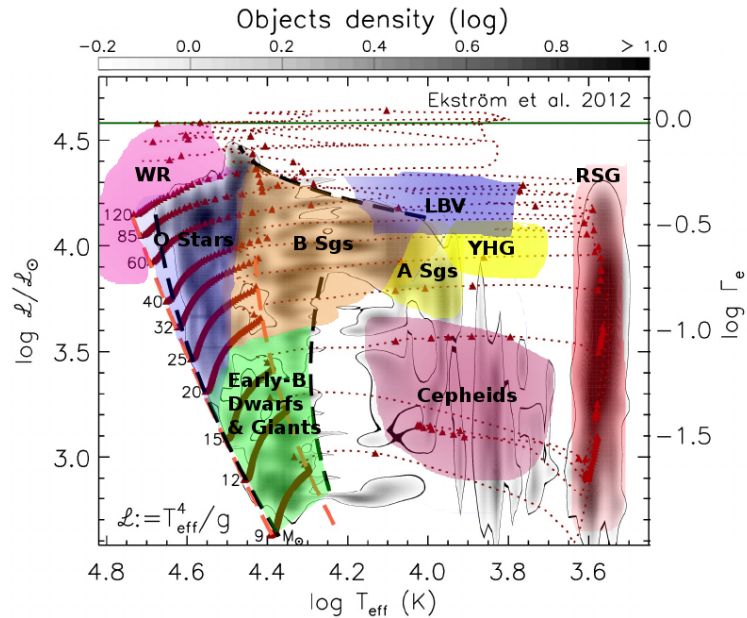 Objects density (log)
-0.2 0.0 0.2 0.4 0.6 0.8 > 1.0
Ekström et al. 2012
4.5
4.0
3.5
3.0
log ℒ/ℒ⊙
0.0
-0.5
-1.0
-1.5
log Γe
WR
RSG
LBV
O Stars
B Sgs
YHG
A Sgs
Cepheids
Early-B
Dwarfs
& Giants
120
85
60
40
32
25
20
15
12
9 M⊙
ℒ:=T⁴eff/g
4.8 4.6 4.4 4.2 4.0 3.8 3.6
log Teff (K)